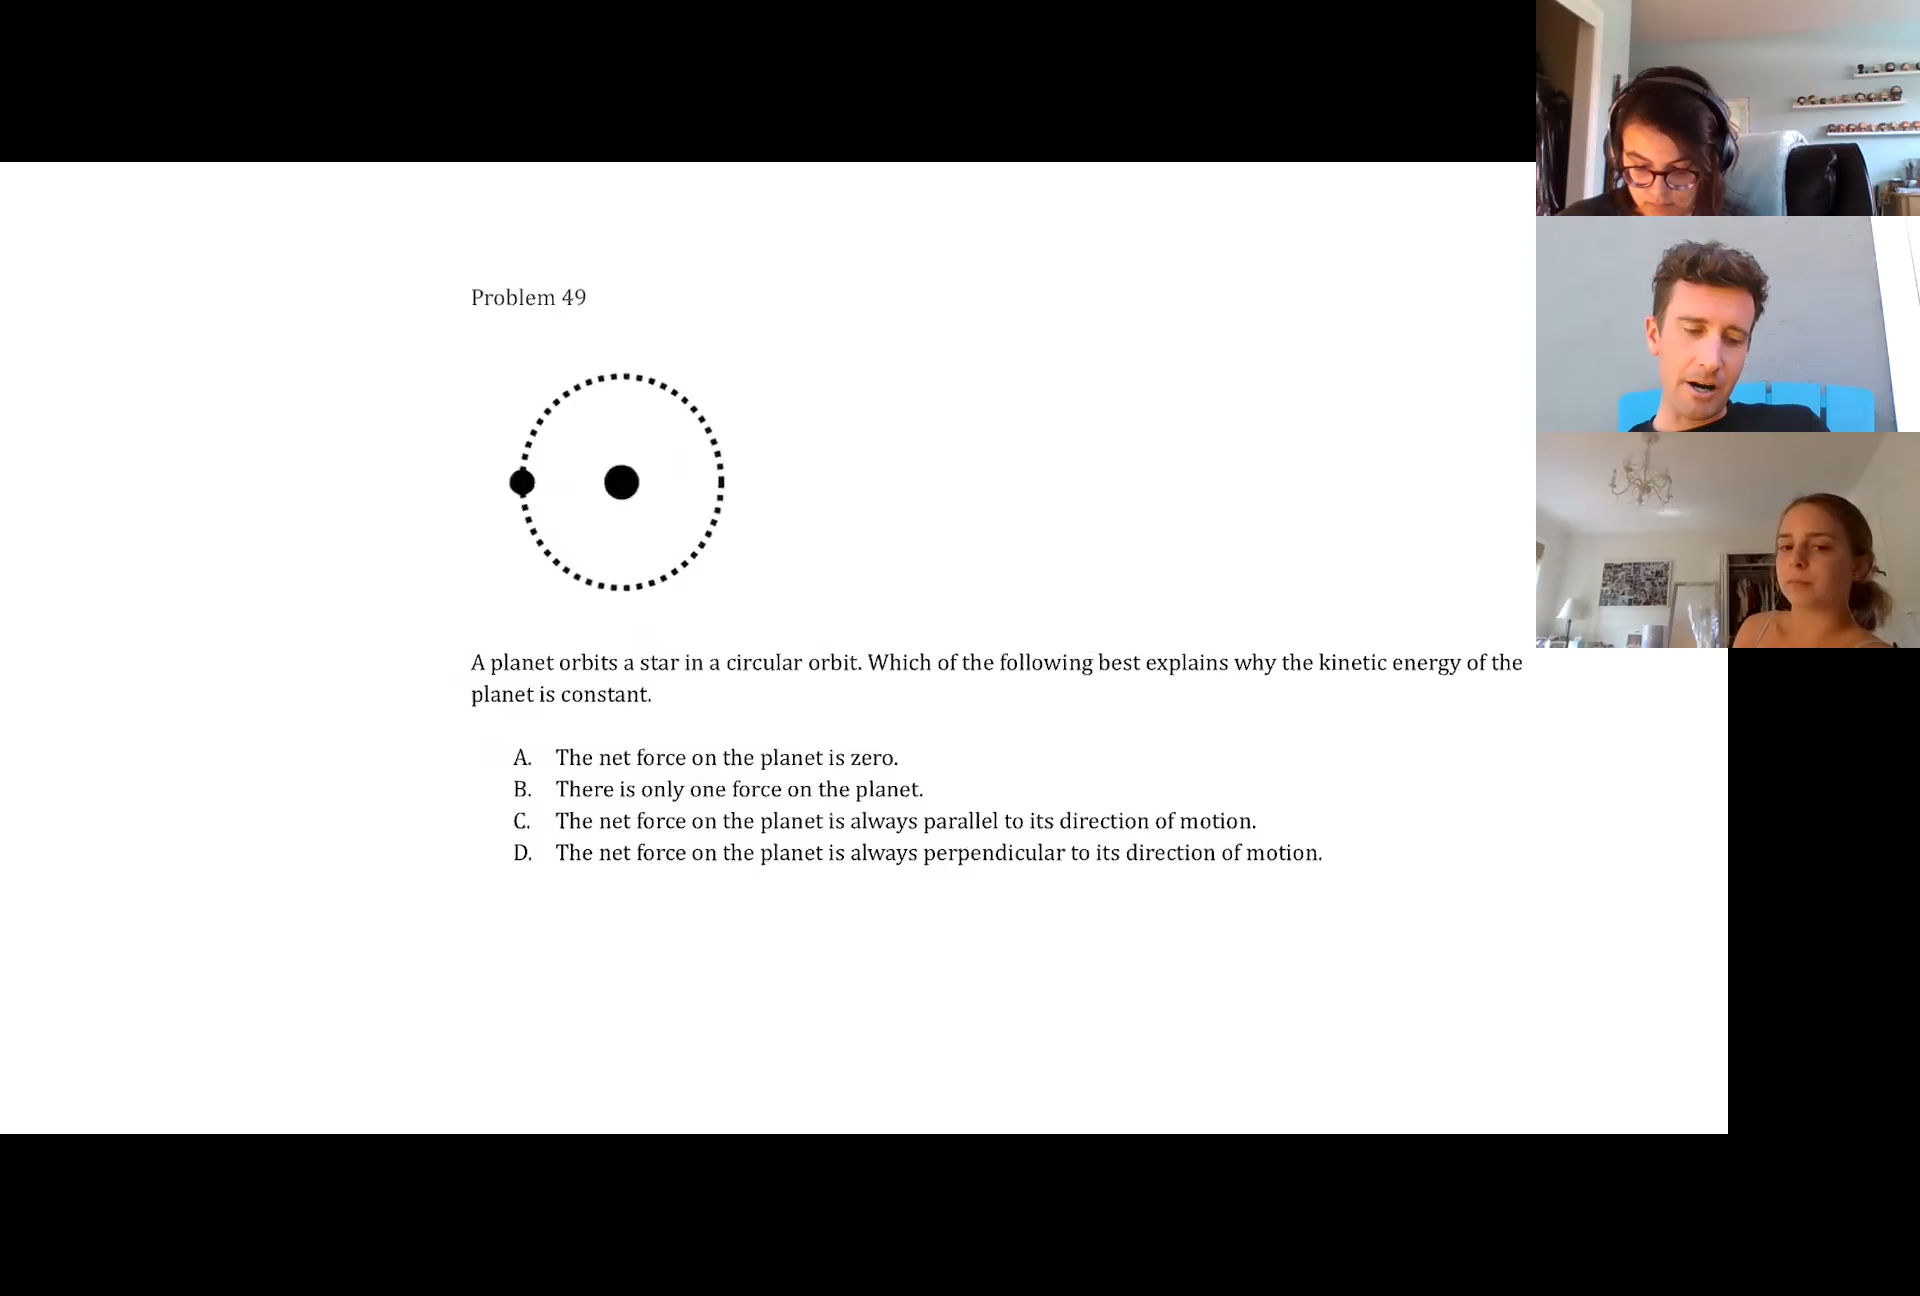 Problem 49
A planet orbits a star in a circular orbit. Which of the following best explains why the kinetic energy of the
planet is constant.
A. The net force on the planet is zero.
B. There is only one force on the planet.
C. The net force on the planet is always parallel to its direction of motion.
D. The net force on the planet is always perpendicular to its direction of motion.